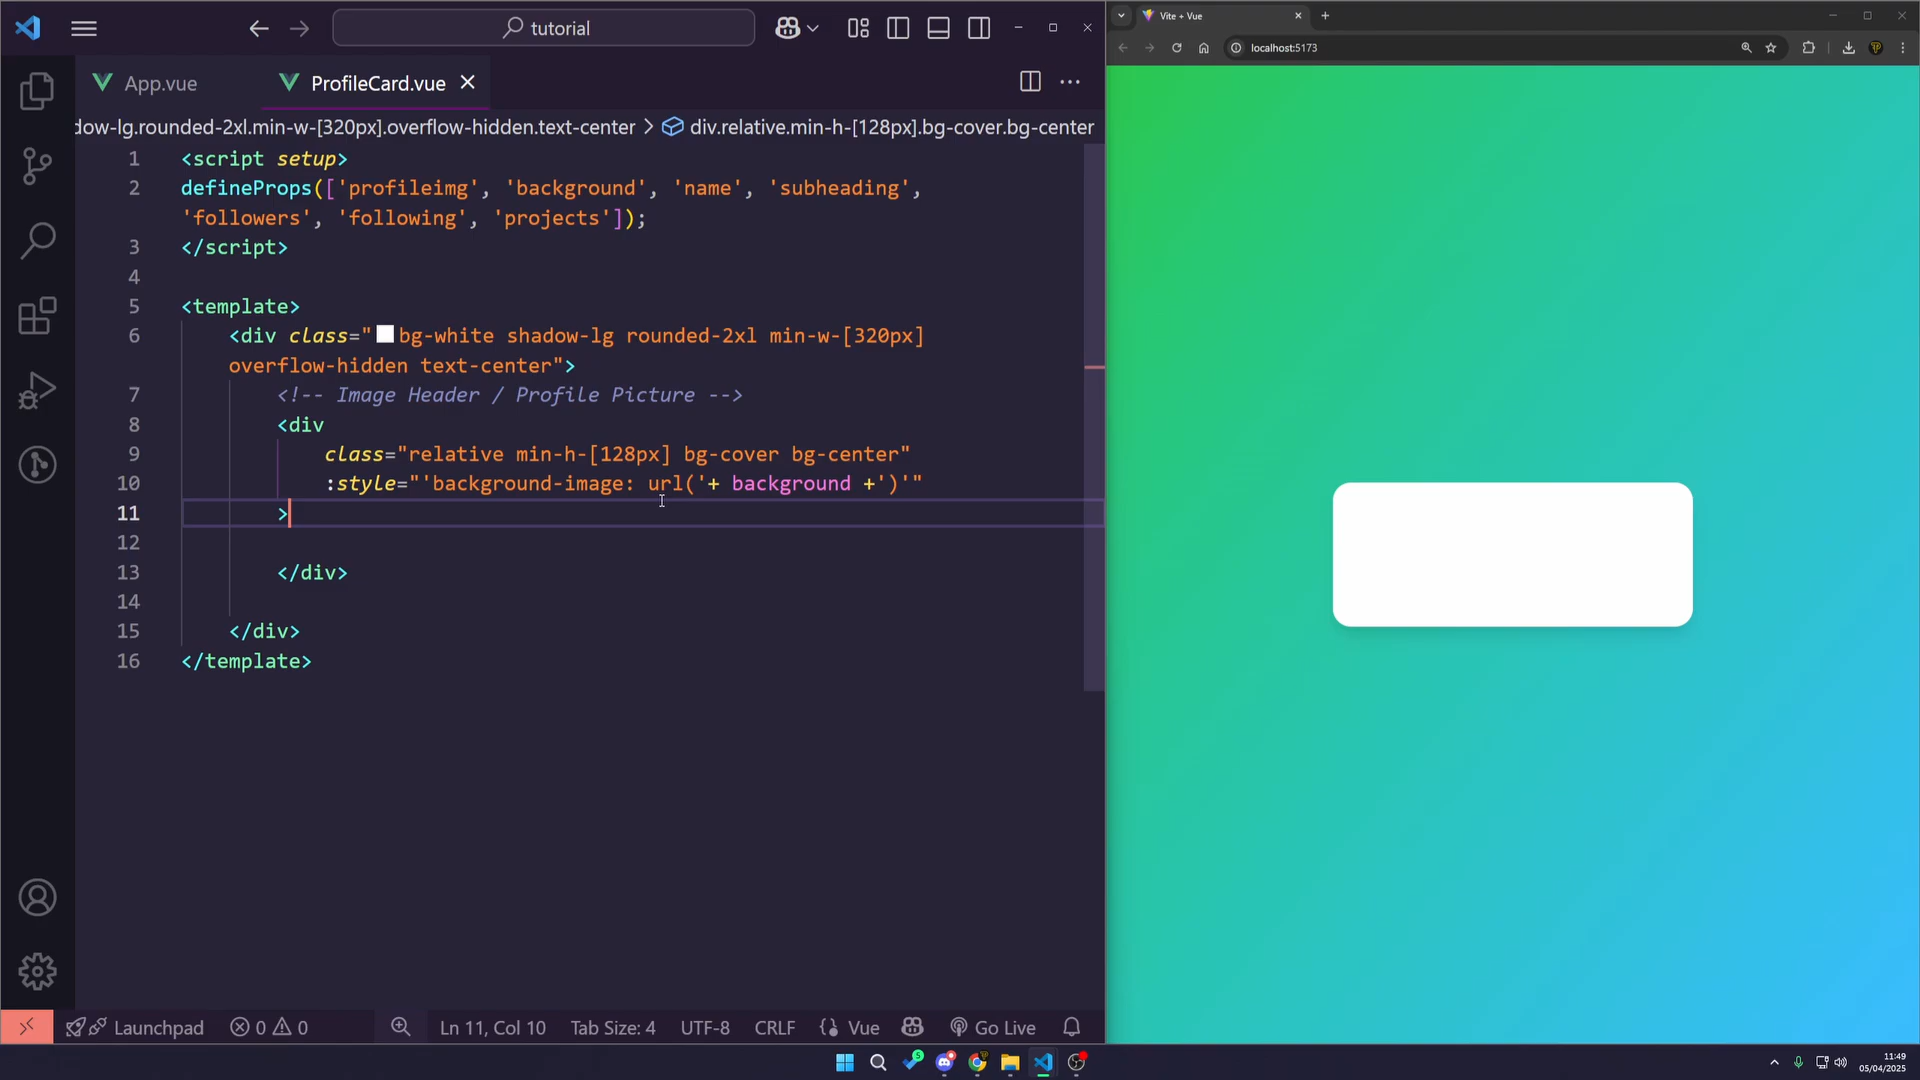 tutorial
App.vue
ProfileCard.vue
dow-lg.rounded-2xl.min-w-[320px].overflow-hidden.text-center > div.relative.min-h-[128px].bg-cover.bg-center
1 <script setup>
2 defineProps(['profileimg', 'background', 'name', 'subheading',
'followers', 'following', 'projects']);
3 </script>
4
5 <template>
6 <div class="bg-white shadow-lg rounded-2xl min-w-[320px]
overflow-hidden text-center">
7 <!-- Image Header / Profile Picture -->
8 <div
9 class="relative min-h-[128px] bg-cover bg-center"
10 :style="'background-image: url('+ background +')'"
11 >
12
13 </div>
14
15 </div>
16 </template>
Launchpad 0 0 Ln 11, Col 10 Tab Size: 4 UTF-8 CRLF {} Vue Go Live
Vite + Vue
localhost:5173
5
11:49
05/04/2025